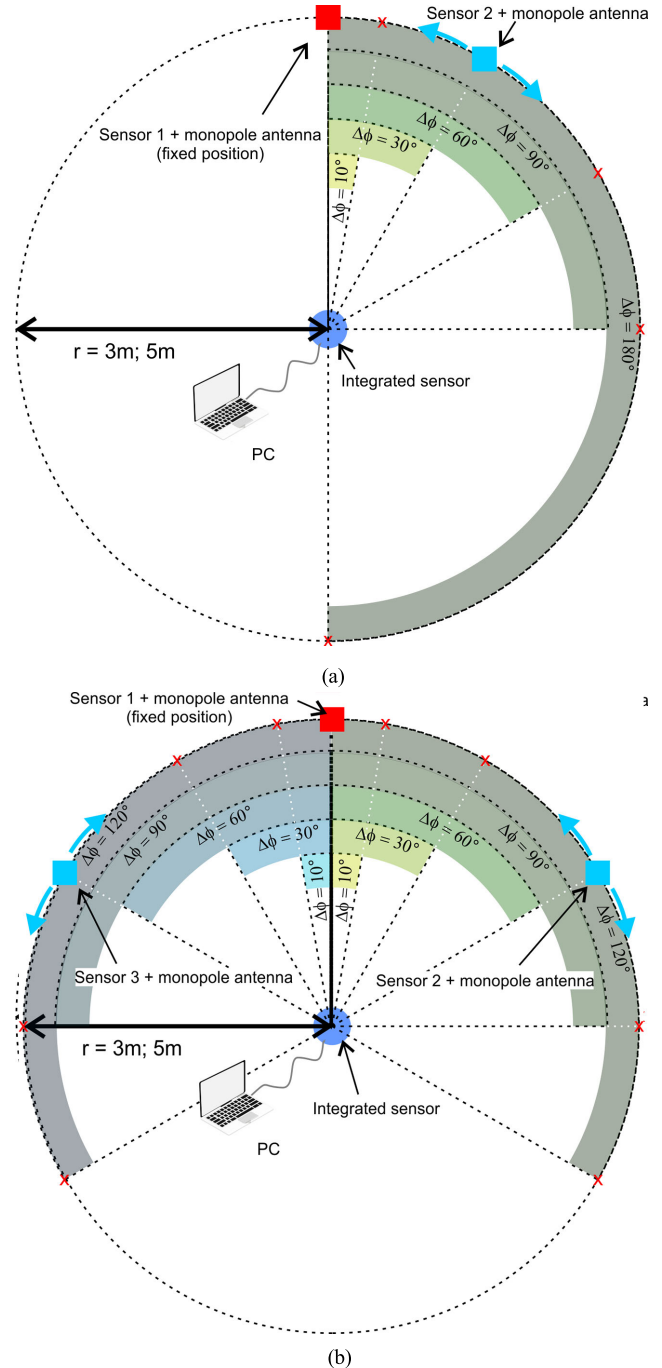 Sensor 2 + monopole antenna
Sensor 1 + monopole antenna
(fixed position)
Δϕ = 10°
Δϕ = 30°
Δϕ = 60°
Δϕ = 90°
Δϕ = 180°
r = 3m; 5m
Integrated sensor
PC
(a)
Sensor 1 + monopole antenna
(fixed position)
a
Δϕ = 120°
Δϕ = 90°
Δϕ = 60°
Δϕ = 30°
Δϕ = 10°
Δϕ = 10°
Δϕ = 30°
Δϕ = 60°
Δϕ = 90°
Δϕ = 120°
Sensor 3 + monopole antenna
Sensor 2 + monopole antenna
r = 3m; 5m
Integrated sensor
PC
(b)